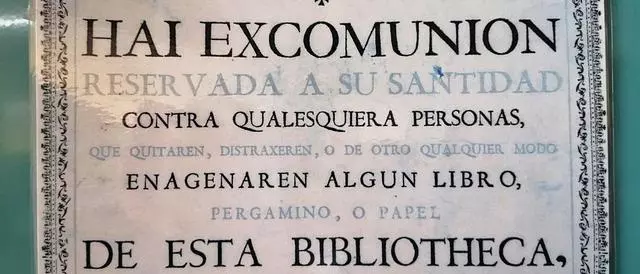 HAI EXCOMUNION
RESERVADA A SU SANTIDAD
CONTRA QUALESQUIERA PERSONAS,
QUE QUITAREN, DISTRAXEREN, O DE OTRO QUALQUIER MODO
ENAGENAREN ALGUN LIBRO,
PERGAMINO, O PAPEL
DE ESTA BIBLIOTHECA,